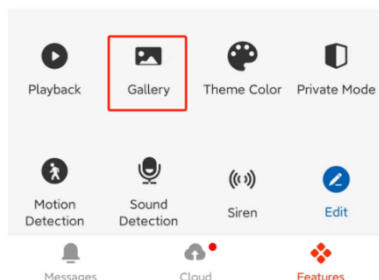 Playback
Gallery
Theme Color
Private Mode
Motion
Detection
Sound
Detection
Siren
Edit
Messages
Cloud
Features